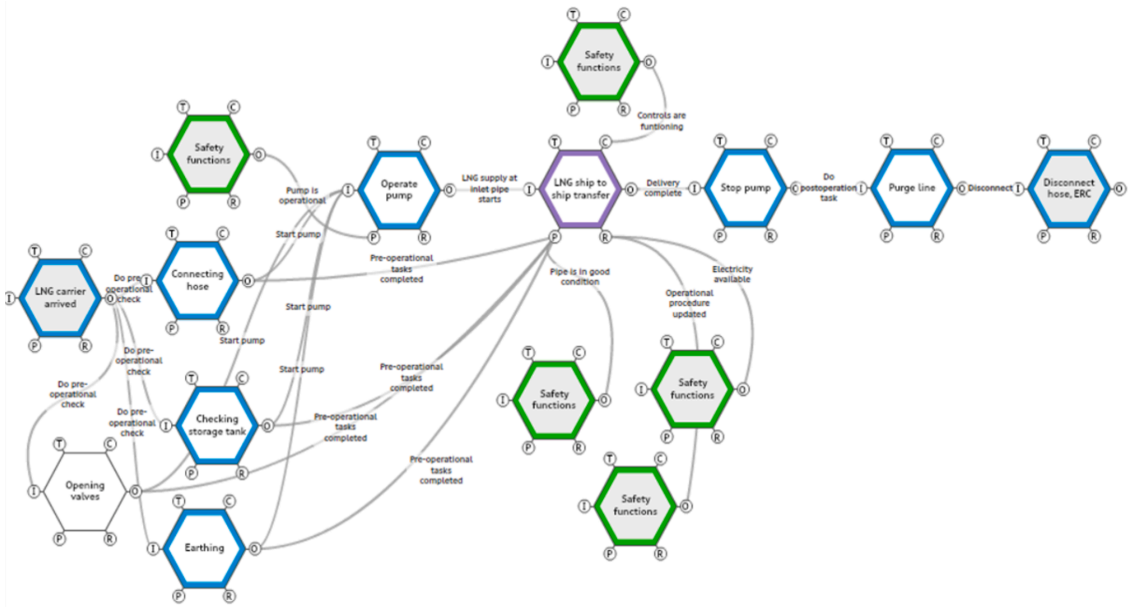 T C
I O
P R
Safety
functions
Controls are
funtioning
T C
I O
P R
Safety
functions
Pump is
operational
T C
I O
P R
Operate
pump
LNG supply at
inlet pipe
starts
T C
I O
P R
LNG ship to
ship transfer
Delivery
complete
T C
I O
P R
Stop pump
Do
postoperation
task
T C
I O
P R
Purge line
Disconnect
T C
I O
P R
Disconnect
hose, ERC
T C
I O
P R
LNG carrier
arrived
Do pre-
operational
check
T C
I O
P R
Connecting
hose
Start pump
Pre-operational
tasks
completed
Pipe is in good
condition
Electricity
available
Operational
procedure
updated
Start pump
Start pump
Start pump
Do pre-
operational
check
Do pre-
operational
check
Do pre-
operational
check
T C
I O
P R
Checking
storage tank
Pre-operational
tasks
completed
Pre-operational
tasks
completed
Pre-operational
tasks
completed
T C
I O
P R
Safety
functions
T C
I O
P R
Safety
functions
T C
I O
P R
Safety
functions
T C
I O
P R
Opening
valves
T C
I O
P R
Earthing